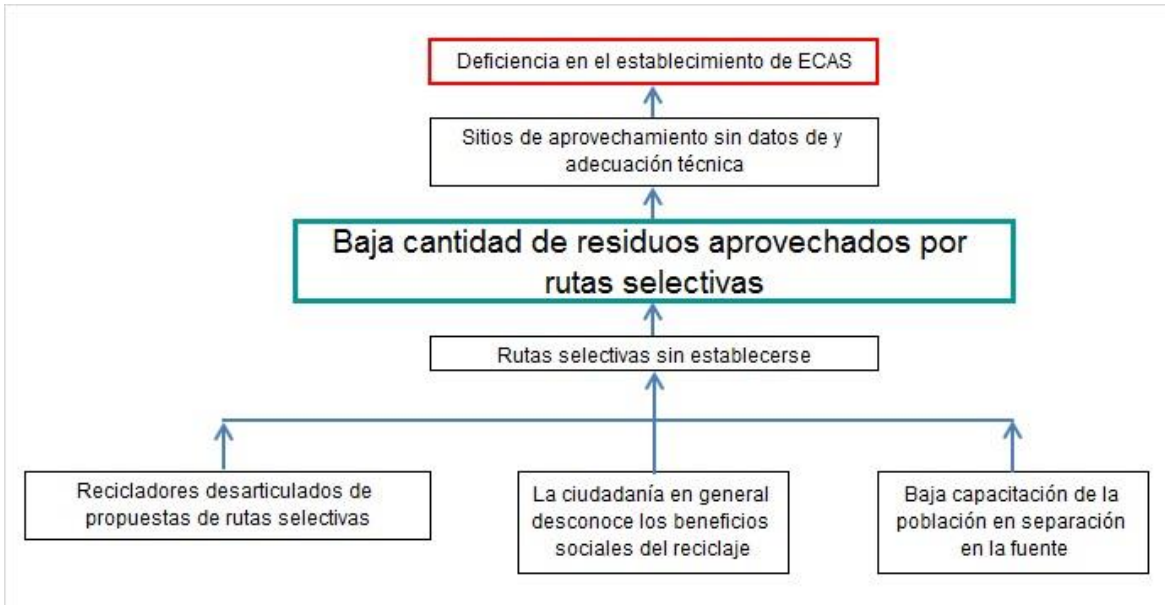 Deficiencia en el establecimiento de ECAS
Sitios de aprovechamiento sin datos de y
adecuación técnica
Baja cantidad de residuos aprovechados por
rutas selectivas
Rutas selectivas sin establecerse
Recicladores desarticulados de
propuestas de rutas selectivas
La ciudadanía en general
desconoce los beneficios
sociales del reciclaje
Baja capacitación de la
población en separación
en la fuente